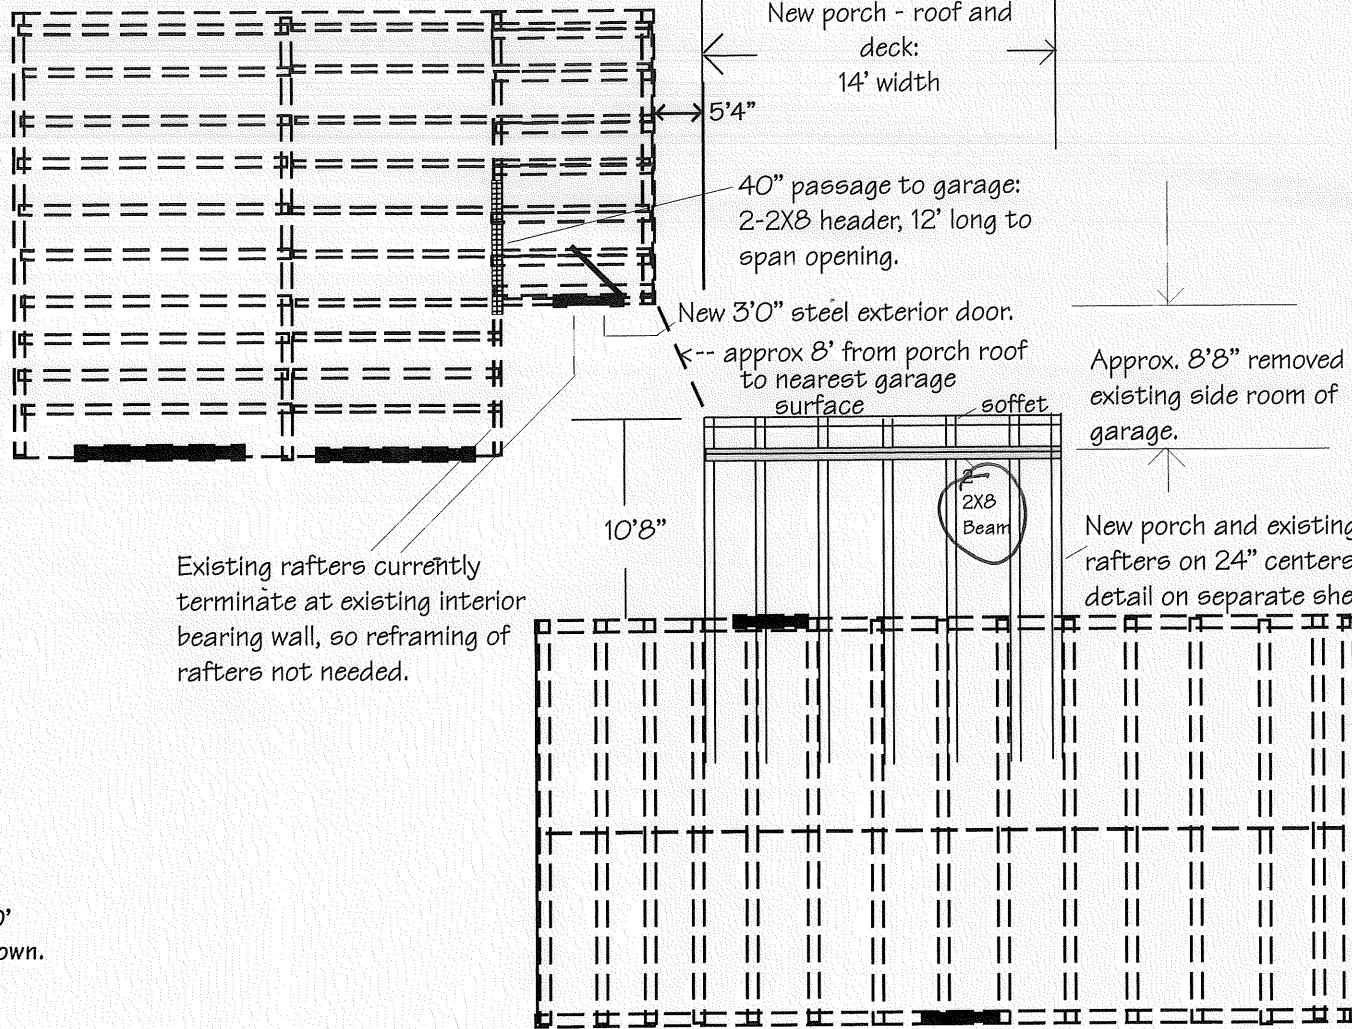 New porch - roof and
deck:
14' width
5'4"
40" passage to garage:
2-2X8 header, 12' long to
span opening.
New 3'0" steel exterior door.
<-- approx 8' from porch roof
to nearest garage
surface
soffet
Approx. 8'8" removed
existing side room of
garage.
10'8"
2-
2X8
Beam
New porch and existing
rafters on 24" centers
detail on separate she
Existing rafters currently
terminate at existing interior
bearing wall, so reframing of
rafters not needed.
0'
own.